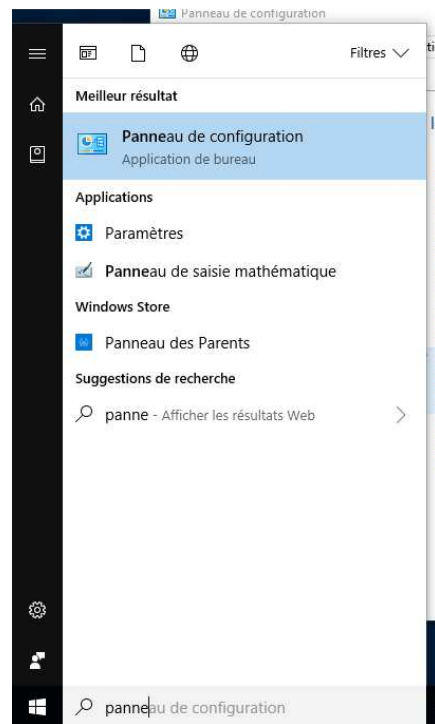 Panneau de configuration
Filtres
Meilleur résultat
Panneau de configuration
Application de bureau
Applications
Paramètres
Panneau de saisie mathématique
Windows Store
Panneau des Parents
Suggestions de recherche
panne - Afficher les résultats Web
panneau de configuration